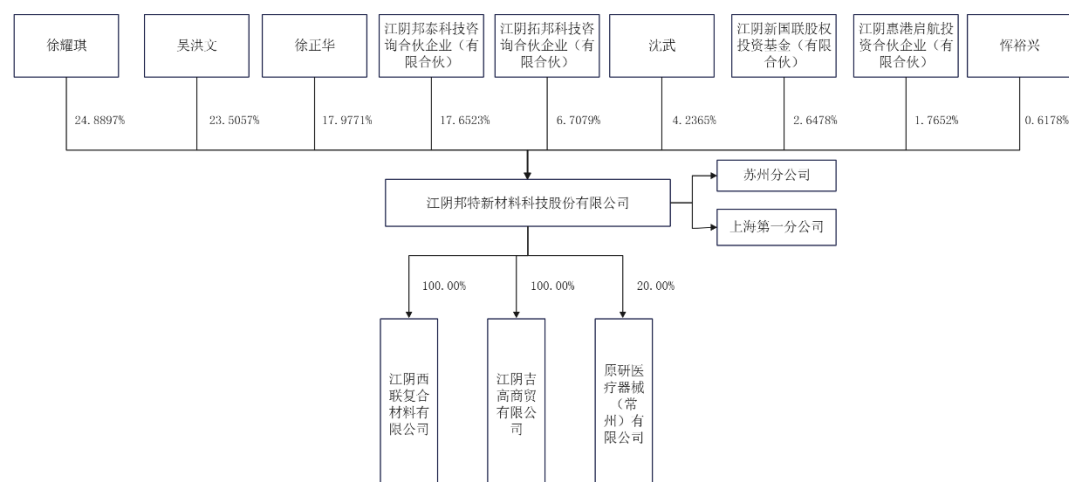 徐耀琪
吴洪文
徐正华
江阴邦泰科技咨
询合伙企业（有
限合伙）
江阴拓邦科技咨
询合伙企业（有
限合伙）
沈武
江阴新国联股权
投资基金（有限
合伙）
江阴惠港启航投
资合伙企业（有
限合伙）
恽裕兴
24.8897%
23.5057%
17.9771%
17.6523%
6.7079%
4.2365%
2.6478%
1.7652%
0.6178%
苏州分公司
江阴邦特新材料科技股份有限公司
上海第一分公司
100.00%
100.00%
20.00%
江阴西
联复合
材料有
限公司
江阴吉
高商贸
有限公
司
原研医
疗器械
（常
州）有
限公司